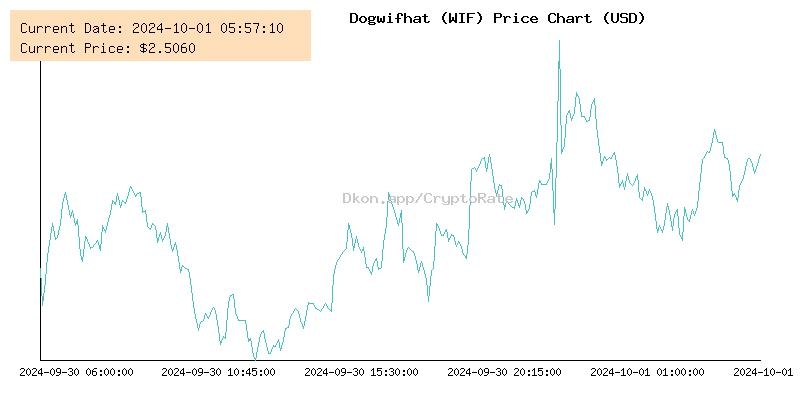 Dogwifhat (WIF) Price Chart (USD)
Current Date: 2024-10-01 05:57:10
Current Price: $2.5060
Dkon.app/CryptoRate
2024-09-30 06:00:00
2024-09-30 10:45:00
2024-09-30 15:30:00
2024-09-30 20:15:00
2024-10-01 01:00:00
2024-10-01